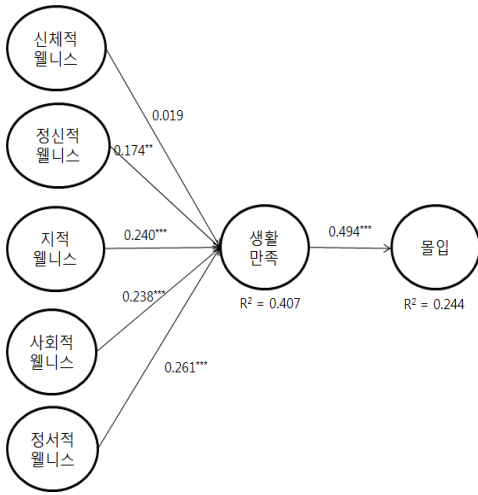 신체적
웰니스
0.019
정신적
웰니스
0.174**
지적
웰니스
0.240***
생활
만족
0.494***
몰입
R² = 0.407
R² = 0.244
0.238***
사회적
웰니스
0.261***
정서적
웰니스